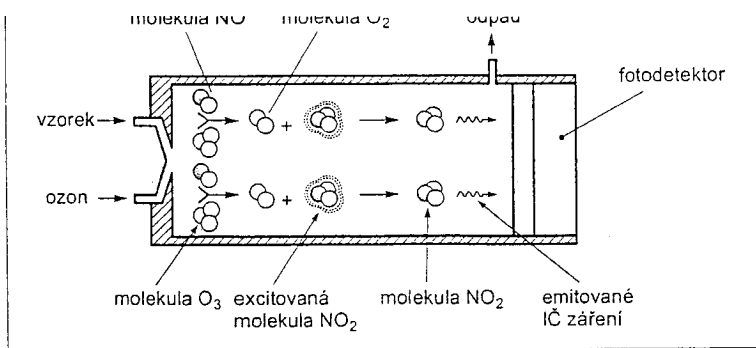 molekula NO
molekula O₂
odpad
fotodetektor
vzorek
+
ozon
+
molekula O₃
excitovaná
molekula NO₂
molekula NO₂
emitované
IČ záření